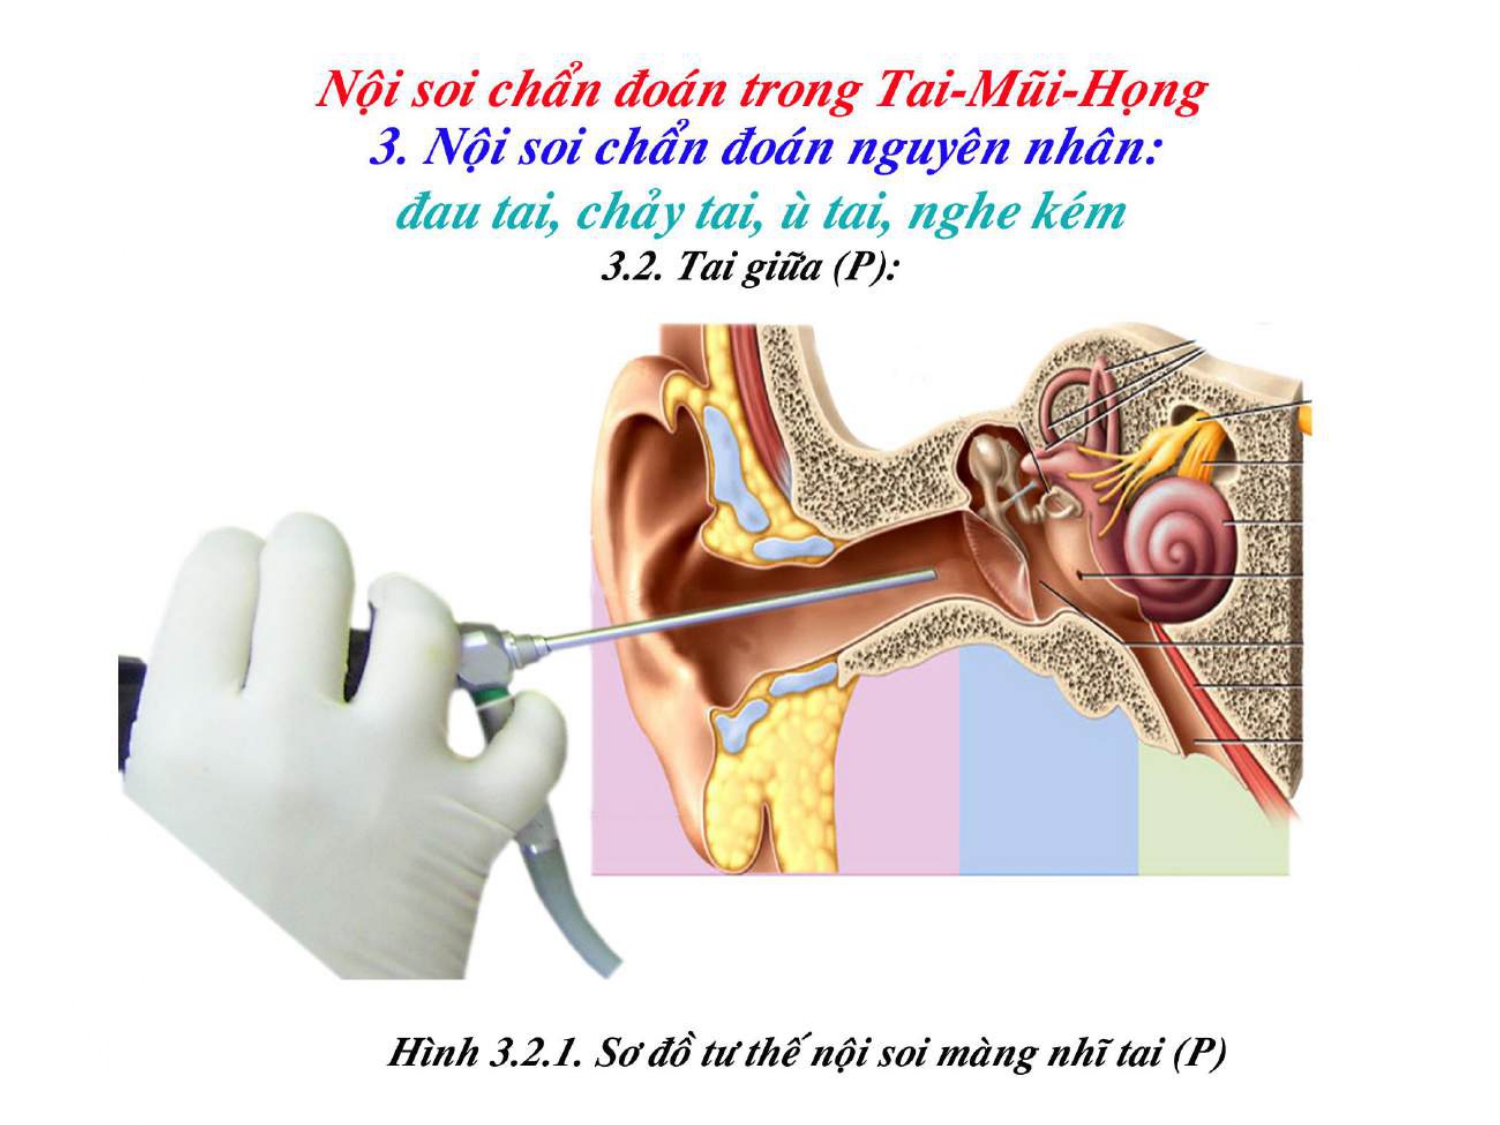 Nội soi chẩn đoán trong Tai-Mũi-Họng
3. Nội soi chẩn đoán nguyên nhân:
đau tai, chảy tai, ù tai, nghe kém
3.2. Tai giữa (P):
Hình 3.2.1. Sơ đồ tư thế nội soi màng nhĩ tai (P)